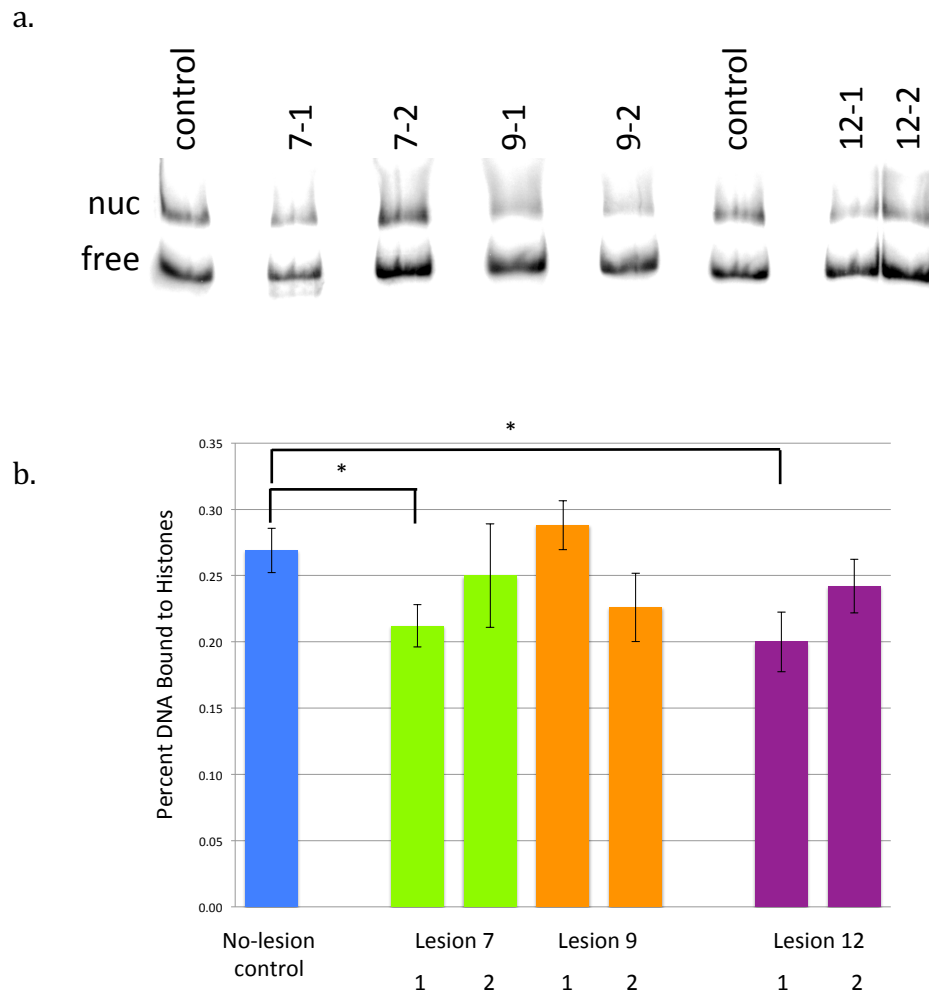 a.
control 7-1 7-2 9-1 9-2 control 12-1 12-2
nuc
free
b.
*
*
Percent DNA Bound to Histones
0.35
0.30
0.25
0.20
0.15
0.10
0.05
0.00
No-lesion control
Lesion 7
Lesion 9
Lesion 12
1 2 1 2 1 2